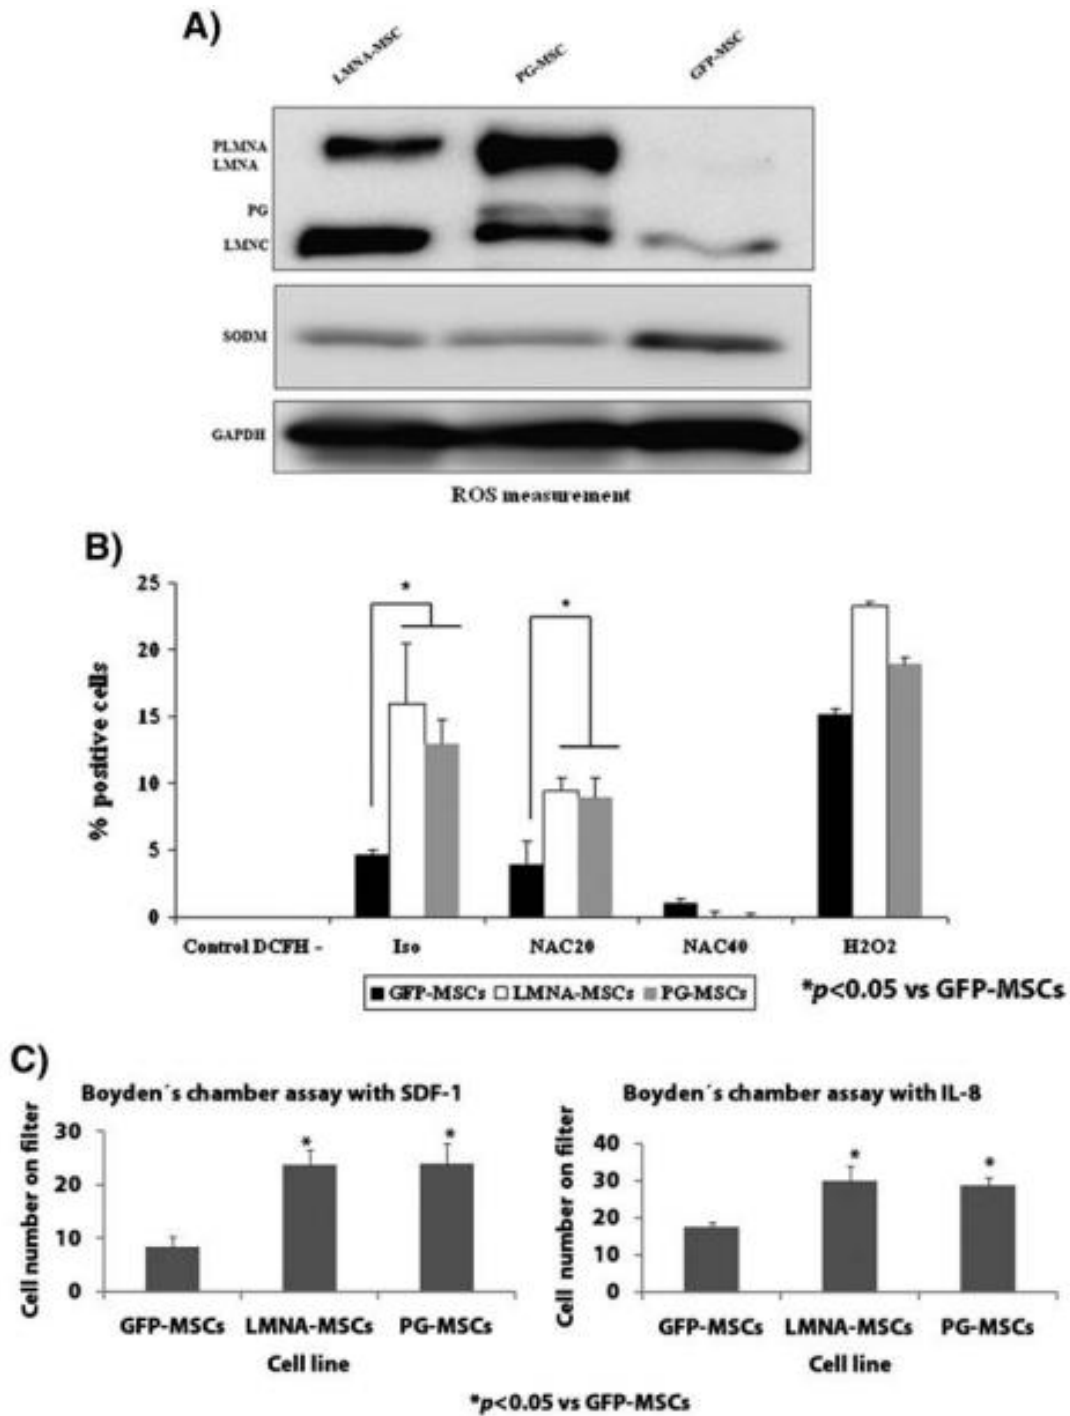 A)
LMNA-MSC PG-MSC GFP-MSC
PLMNA
LMNA
PG
LMNC
SODM
GAPDH
ROS measurement
B)
% positive cells
25
20
15
10
5
0
Control DCFH - Iso NAC20 NAC40 H2O2
* *
GFP-MSCs LMNA-MSCs PG-MSCs
*p<0.05 vs GFP-MSCs
C)
Boyden´s chamber assay with SDF-1
Cell number on filter
30
20
10
0
* *
GFP-MSCs LMNA-MSCs PG-MSCs
Cell line
Boyden´s chamber assay with IL-8
Cell number on filter
40
30
20
10
0
* *
GFP-MSCs LMNA-MSCs PG-MSCs
Cell line
*p<0.05 vs GFP-MSCs